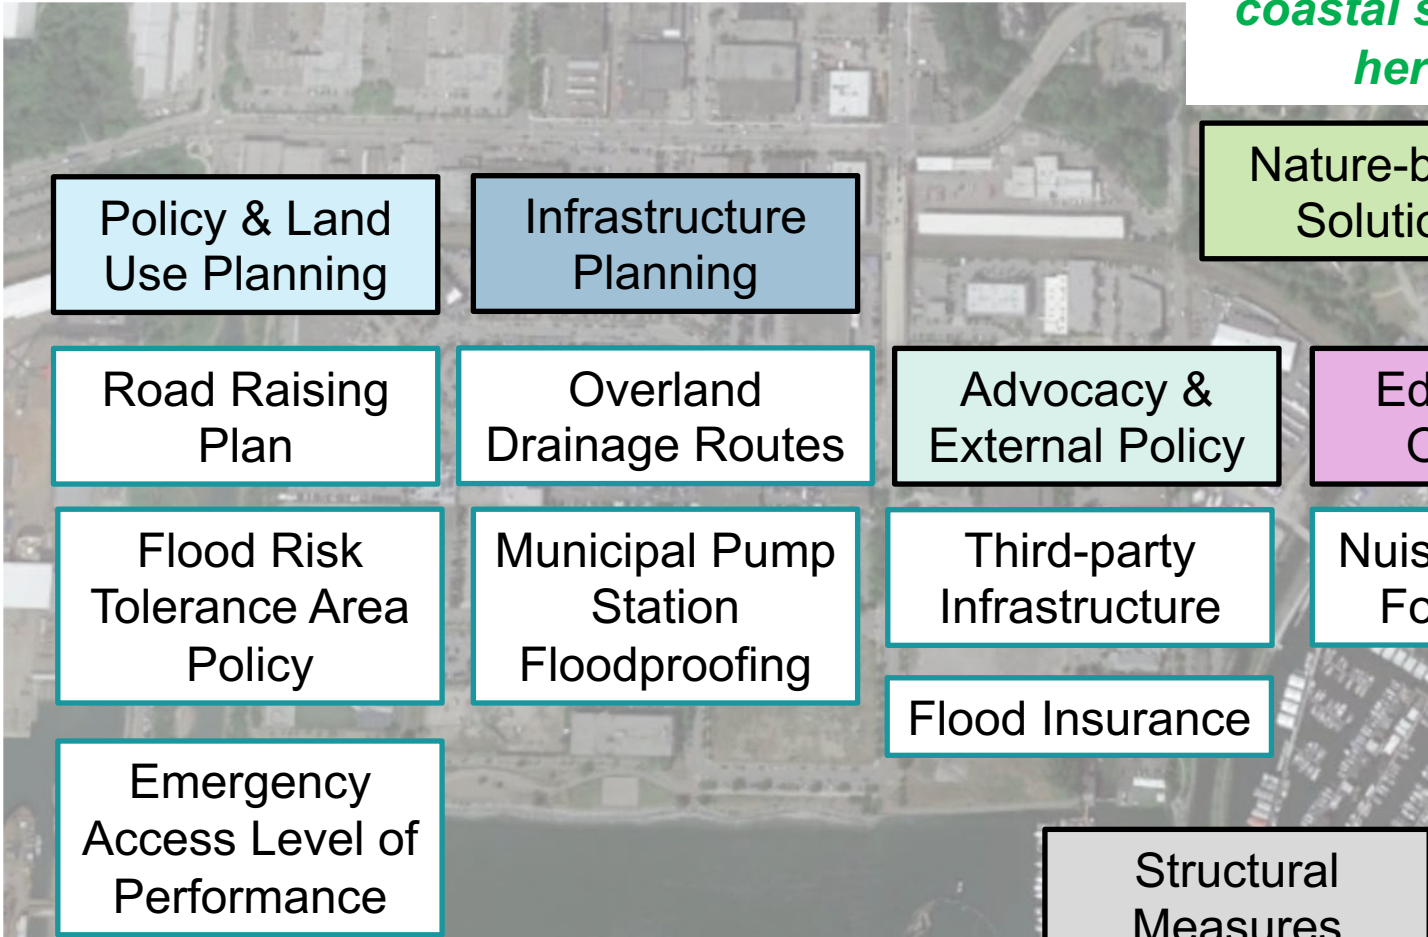 coastal
her
Nature-b
Solutio
Policy & Land
Use Planning
Infrastructure
Planning
Road Raising
Plan
Overland
Drainage Routes
Advocacy &
External Policy
Ed
Flood Risk
Tolerance Area
Policy
Municipal Pump
Station
Floodproofing
Third-party
Infrastructure
Nuis
Fo
Flood Insurance
Emergency
Access Level of
Performance
Structural
Measures